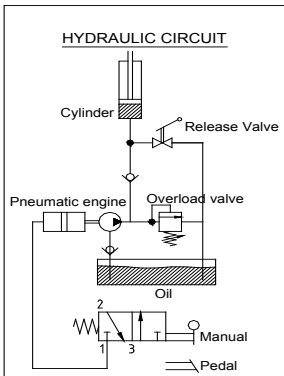 HYDRAULIC CIRCUIT
Cylinder
Release Valve
Pneumatic engine
Overload valve
Oil
2
1 3
Manual
Pedal